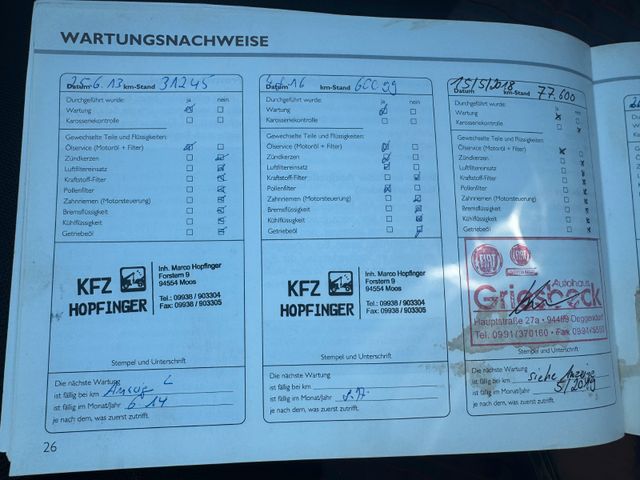 WARTUNGSNACHWEISE
25.6.13 31245
Datum km-Stand
Durchgeführt wurde: ja nein
Wartung
Karosseriekontrolle
Gewechselte Teile und Flüssigkeiten:
Ölservice (Motoröl + Filter)
Zündkerzen
Luftfiltereinsatz
Kraftstoff-Filter
Pollenfilter
Zahnriemen (Motorsteuerung)
Bremsflüssigkeit
Kühlflüssigkeit
Getriebeöl
KFZ
HOPFINGER
Inh. Marco Hopfinger
Forstern 9
94554 Moos
Tel.: 09938 / 903304
Fax: 09938 / 903305
Stempel und Unterschrift
Die nächste Wartung
ist fällig bei km Anzeige
ist fällig im Monat/Jahr 6 14
je nach dem, was zuerst zutrifft.
Datum km-Stand
Durchgeführt wurde: ja nein
Wartung
Karosseriekontrolle
Gewechselte Teile und Flüssigkeiten:
Ölservice (Motoröl + Filter)
Zündkerzen
Luftfiltereinsatz
Kraftstoff-Filter
Pollenfilter
Zahnriemen (Motorsteuerung)
Bremsflüssigkeit
Kühlflüssigkeit
Getriebeöl
KFZ
HOPFINGER
Inh. Marco Hopfinger
Forstern 9
94554 Moos
Tel.: 09938 / 903304
Fax: 09938 / 903305
Stempel und Unterschrift
Die nächste Wartung
ist fällig bei km
ist fällig im Monat/Jahr
je nach dem, was zuerst zutrifft.
15/5/2018 77.600
Datum km-Stand
Durchgeführt wurde: ja nein
Wartung
Karosseriekontrolle
Gewechselte Teile und Flüssigkeiten:
Ölservice (Motoröl + Filter)
Zündkerzen
Luftfiltereinsatz
Kraftstoff-Filter
Pollenfilter
Zahnriemen (Motorsteuerung)
Bremsflüssigkeit
Kühlflüssigkeit
Getriebeöl
FIAT
Autohaus
Griesbeck
Hauptstraße 27a • 94469 Deggendorf
Tel. 0991/370160 • Fax
Stempel und Unterschrift
Die nächste Wartung
ist fällig bei km siehe Anzeige
ist fällig im Monat/Jahr 5/2019
je nach dem, was zuerst zutrifft.
26